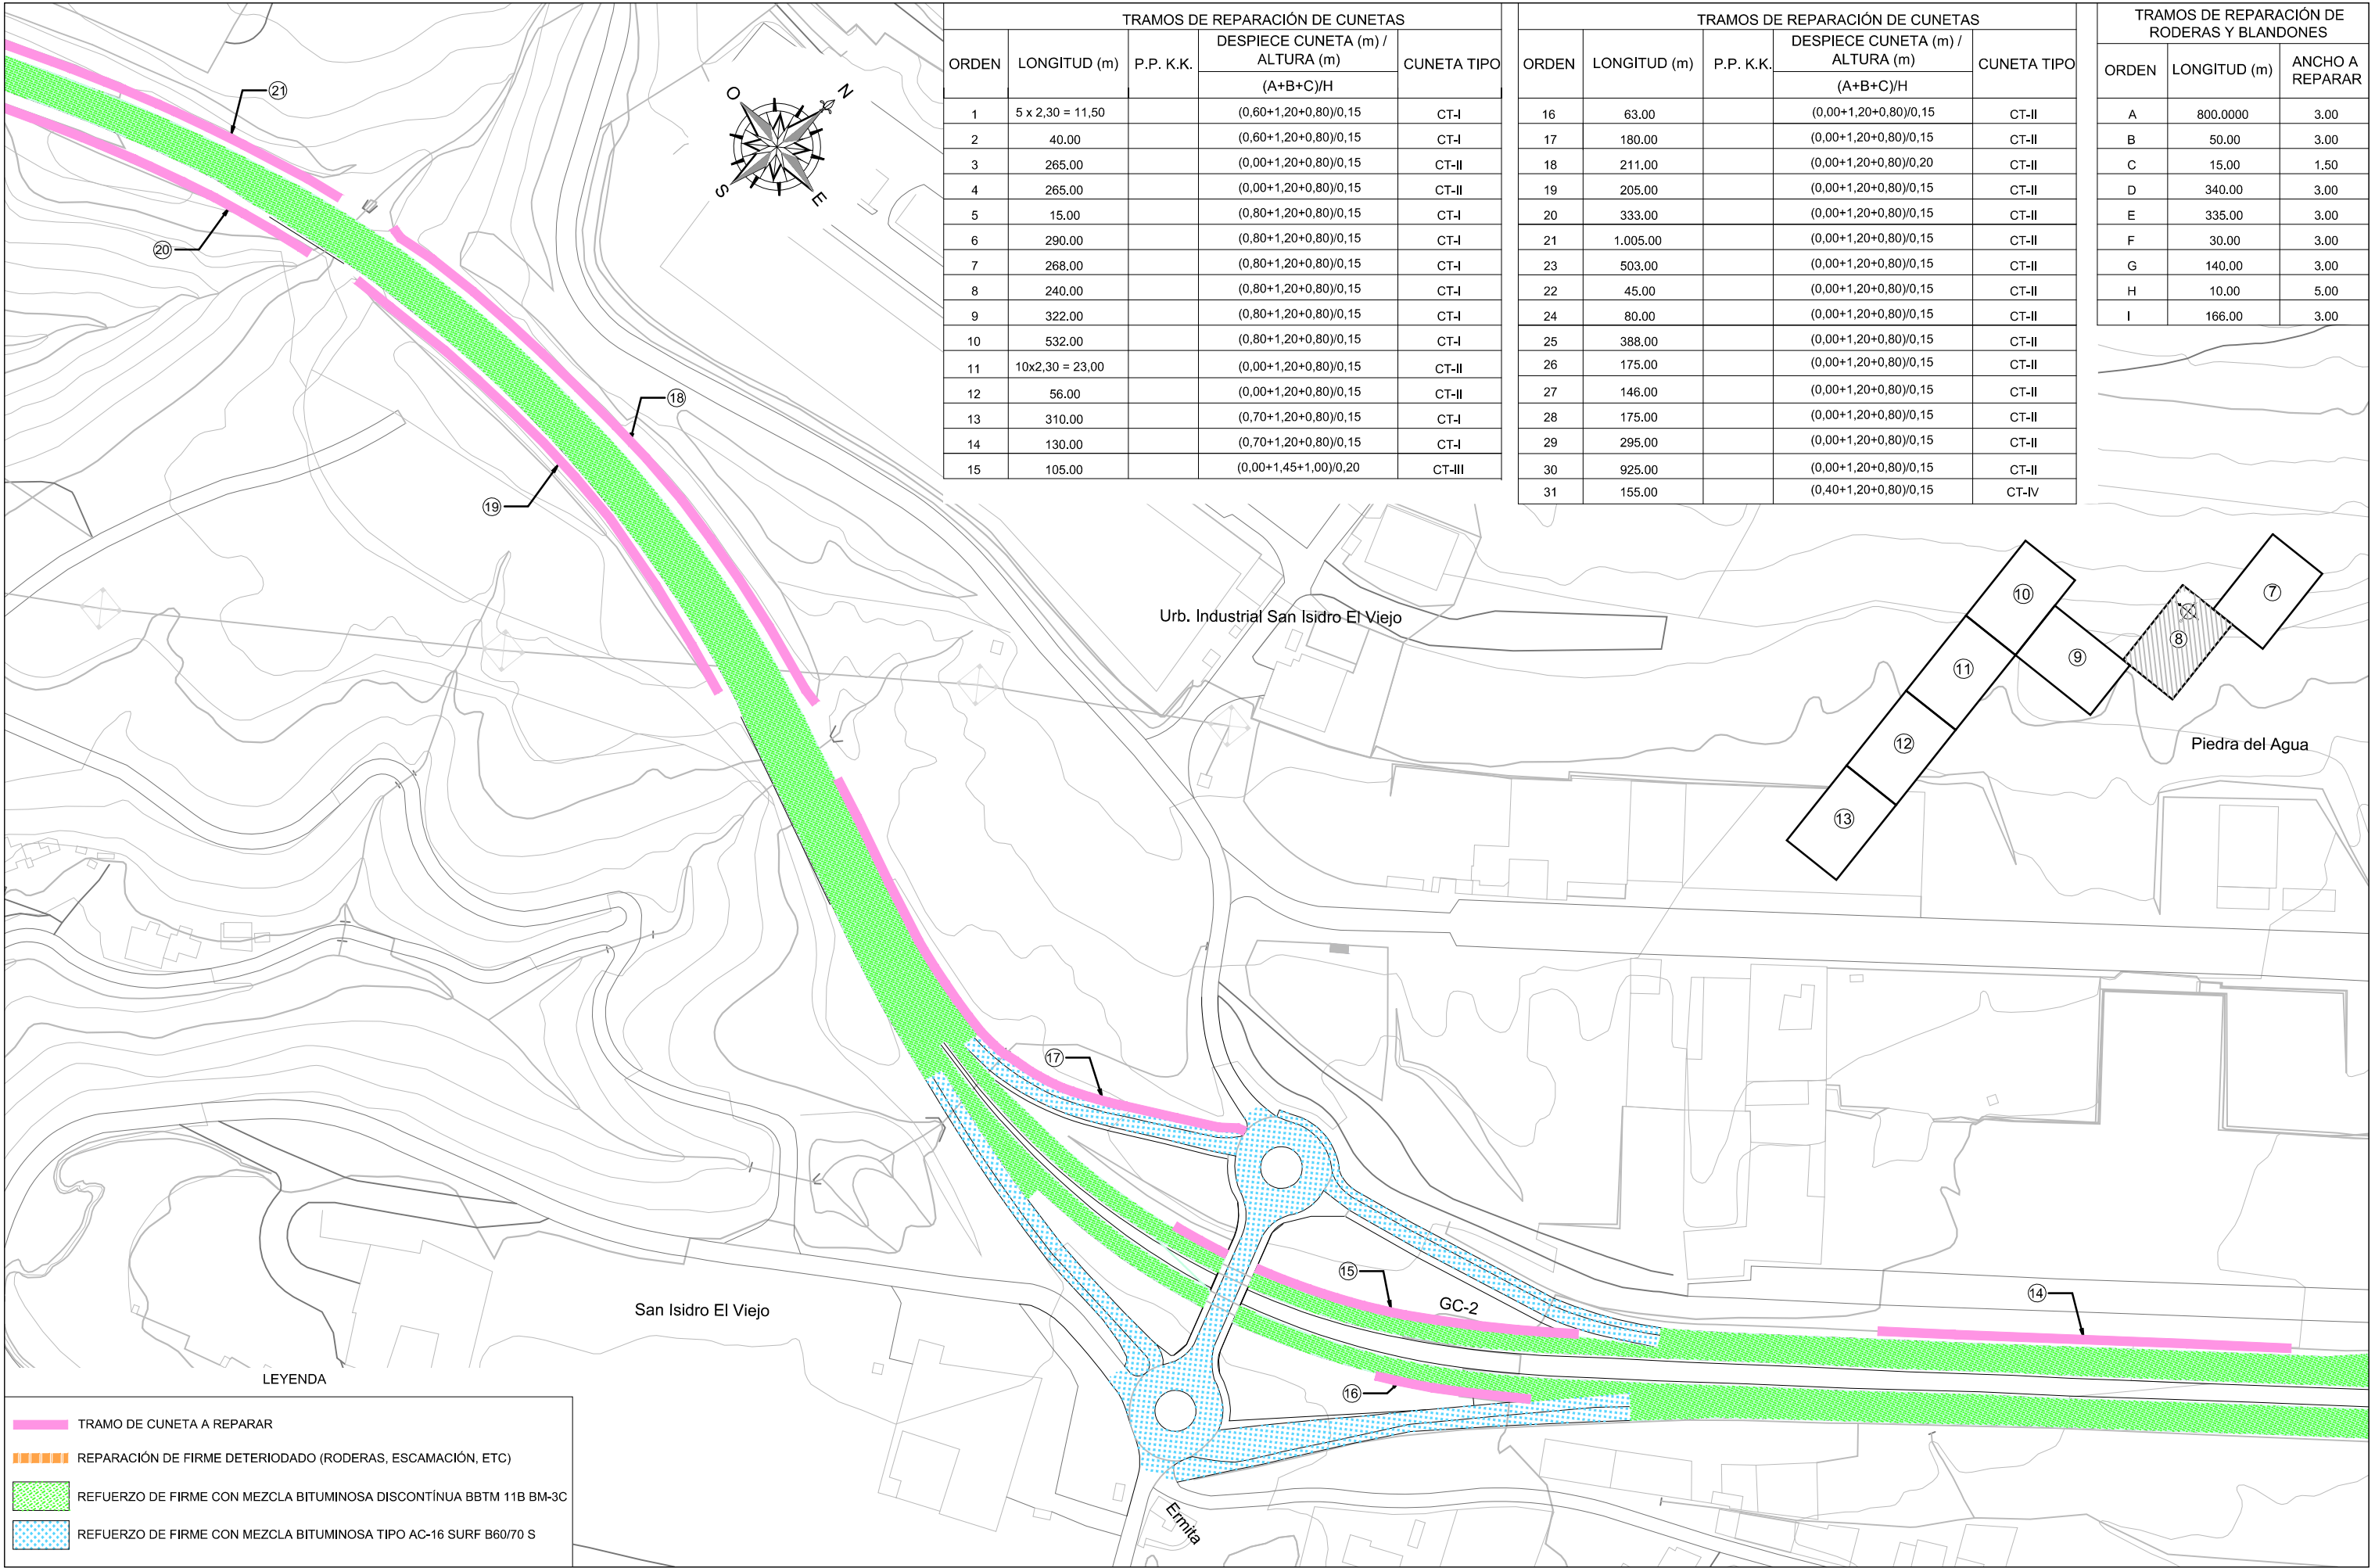 TRAMOS DE REPARACIÓN DE CUNETAS
ORDEN LONGITUD (m) P.P. K.K. DESPIECE CUNETA (m) / ALTURA (m) (A+B+C)/H CUNETA TIPO
1 5 x 2,30 = 11,50 (0,60+1,20+0,80)/0,15 CT-I
2 40.00 (0,60+1,20+0,80)/0,15 CT-I
3 265.00 (0,00+1,20+0,80)/0,15 CT-II
4 265.00 (0,00+1,20+0,80)/0,15 CT-II
5 15.00 (0,80+1,20+0,80)/0,15 CT-I
6 290.00 (0,80+1,20+0,80)/0,15 CT-I
7 268.00 (0,80+1,20+0,80)/0,15 CT-I
8 240.00 (0,80+1,20+0,80)/0,15 CT-I
9 322.00 (0,80+1,20+0,80)/0,15 CT-I
10 532.00 (0,80+1,20+0,80)/0,15 CT-I
11 10x2,30 = 23,00 (0,00+1,20+0,80)/0,15 CT-II
12 56.00 (0,00+1,20+0,80)/0,15 CT-II
13 310.00 (0,70+1,20+0,80)/0,15 CT-I
14 130.00 (0,70+1,20+0,80)/0,15 CT-I
15 105.00 (0,00+1,45+1,00)/0,20 CT-III
TRAMOS DE REPARACIÓN DE CUNETAS
ORDEN LONGITUD (m) P.P. K.K. DESPIECE CUNETA (m) / ALTURA (m) (A+B+C)/H CUNETA TIPO
16 63.00 (0,00+1,20+0,80)/0,15 CT-II
17 180.00 (0,00+1,20+0,80)/0,15 CT-II
18 211.00 (0,00+1,20+0,80)/0,20 CT-II
19 205.00 (0,00+1,20+0,80)/0,15 CT-II
20 333.00 (0,00+1,20+0,80)/0,15 CT-II
21 1.005.00 (0,00+1,20+0,80)/0,15 CT-II
23 503.00 (0,00+1,20+0,80)/0,15 CT-II
22 45.00 (0,00+1,20+0,80)/0,15 CT-II
24 80.00 (0,00+1,20+0,80)/0,15 CT-II
25 388.00 (0,00+1,20+0,80)/0,15 CT-II
26 175.00 (0,00+1,20+0,80)/0,15 CT-II
27 146.00 (0,00+1,20+0,80)/0,15 CT-II
28 175.00 (0,00+1,20+0,80)/0,15 CT-II
29 295.00 (0,00+1,20+0,80)/0,15 CT-II
30 925.00 (0,00+1,20+0,80)/0,15 CT-II
31 155.00 (0,40+1,20+0,80)/0,15 CT-IV
TRAMOS DE REPARACIÓN DE
RODERAS Y BLANDONES
ORDEN LONGITUD (m) ANCHO A REPARAR
A 800.0000 3.00
B 50.00 3.00
C 15.00 1.50
D 340.00 3.00
E 335.00 3.00
F 30.00 3.00
G 140.00 3.00
H 10.00 5.00
I 166.00 3.00
21
O
N
S
E
20
18
19
Urb. Industrial San Isidro El Viejo
10
7
8
9
11
12
13
Piedra del Agua
17
15
GC-2
14
16
San Isidro El Viejo
Ermita
LEYENDA
TRAMO DE CUNETA A REPARAR
REPARACIÓN DE FIRME DETERIODADO (RODERAS, ESCAMACIÓN, ETC)
REFUERZO DE FIRME CON MEZCLA BITUMINOSA DISCONTÍNUA BBTM 11B BM-3C
REFUERZO DE FIRME CON MEZCLA BITUMINOSA TIPO AC-16 SURF B60/70 S